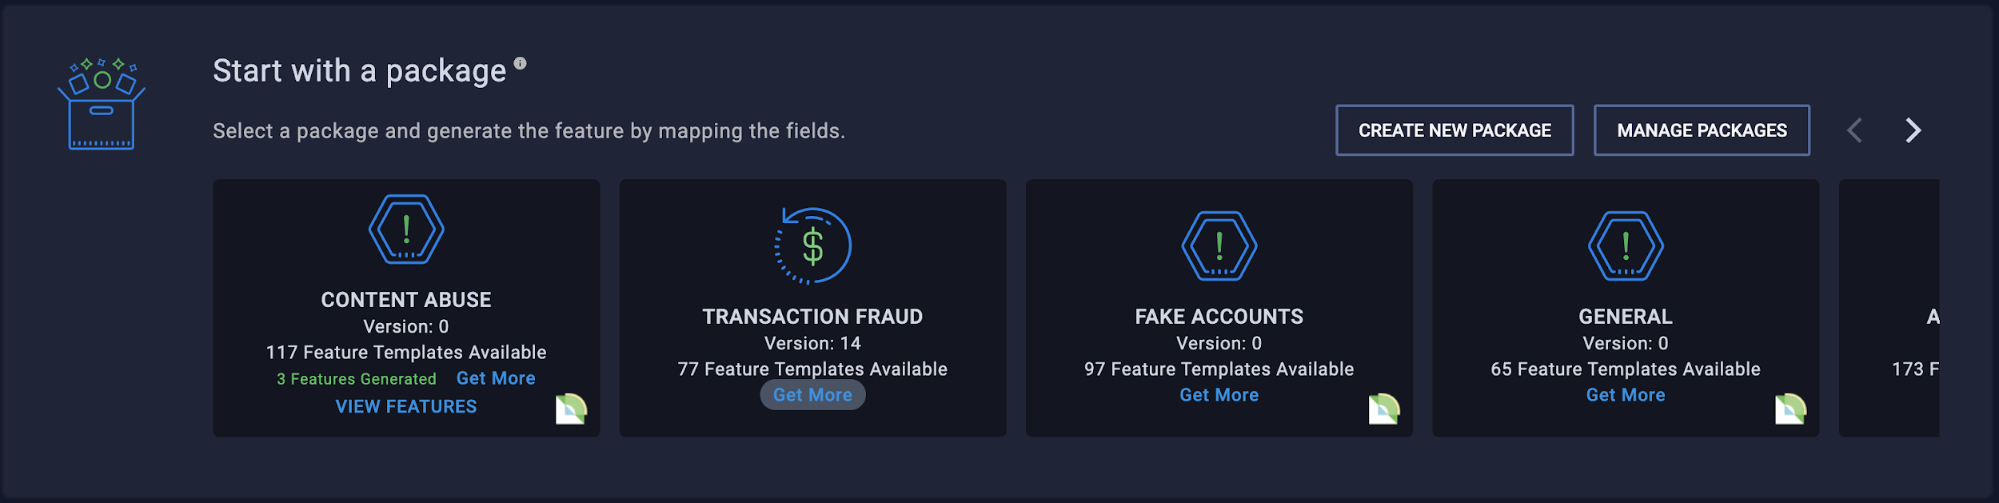 Start with a package
Select a package and generate the feature by mapping the fields.
CREATE NEW PACKAGE
MANAGE PACKAGES
CONTENT ABUSE
Version: 0
117 Feature Templates Available
3 Features Generated Get More
VIEW FEATURES
TRANSACTION FRAUD
Version: 14
77 Feature Templates Available
Get More
FAKE ACCOUNTS
Version: 0
97 Feature Templates Available
Get More
GENERAL
Version: 0
65 Feature Templates Available
Get More
A
173 F